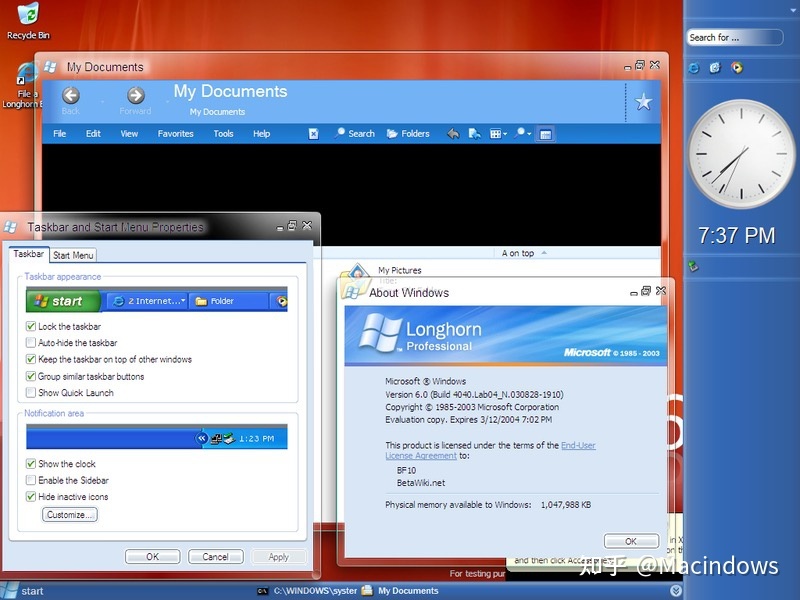 Recycle Bin
File a
Longhorn
Search for ...
My Documents
My Documents
Back
Forward
My Documents
File Edit View Favorites Tools Help Search Folders
7:37 PM
A on top
My Pictures
Taskbar and Start Menu Properties
Taskbar Start Menu
Taskbar appearance
start 2 Internet... Folder
Lock the taskbar
Auto-hide the taskbar
Keep the taskbar on top of other windows
Group similar taskbar buttons
Show Quick Launch
Notification area
1:23 PM
Show the clock
Enable the Sidebar
Hide inactive icons
Customize...
OK Cancel Apply
About Windows
Longhorn
Professional
Microsoft © 1985 - 2003
Microsoft ® Windows
Version 6.0 (Build 4040.Lab04_N.030828-1910)
Copyright © 1985-2003 Microsoft Corporation
Evaluation copy. Expires 3/12/2004 7:02 PM
This product is licensed under the terms of the End-User
License Agreement to:
BF10
BetaWiki.net
Physical memory available to Windows: 1,047,988 KB
OK
and then click
For testing pur
知乎 @Macindows
start C:\WINDOWS\syster My Documents